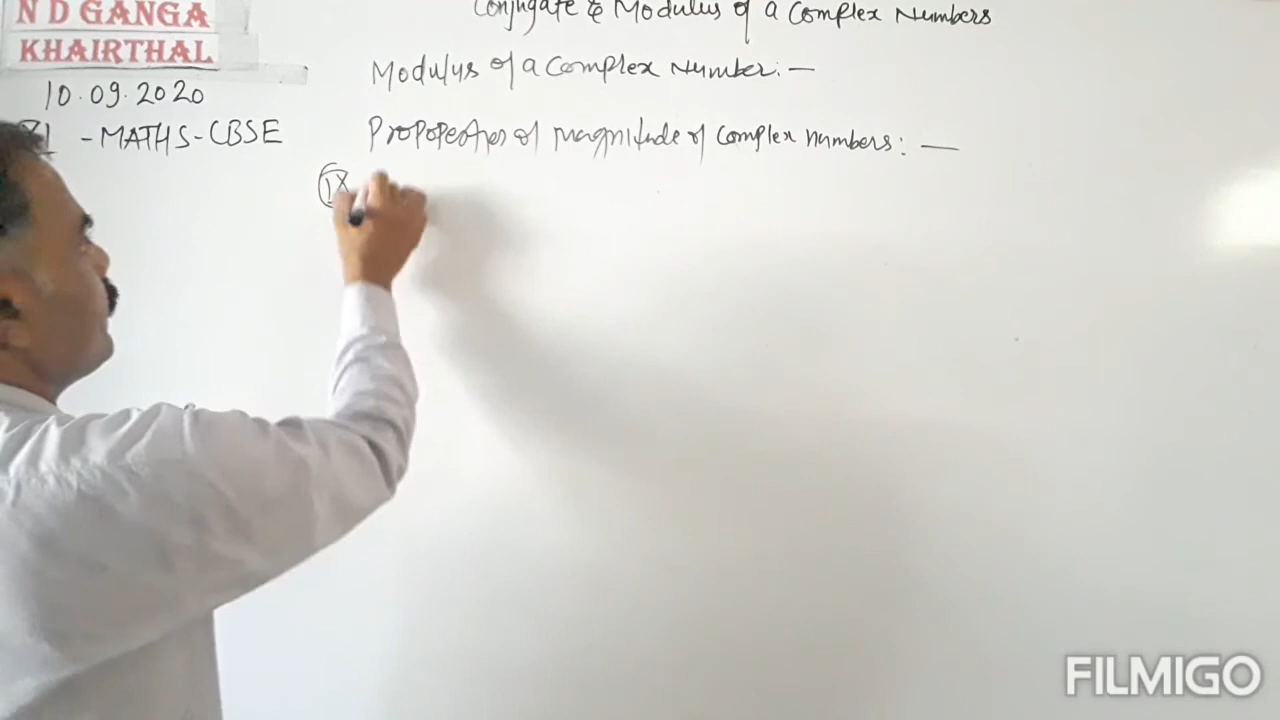 N D GANGA
KHAIRTHAL
10.09.2020
XI - MATHS - CBSE
Conjugate & Modulus of a Complex Numbers
Modulus of a Complex Number:—
of magnitude of complex numbers:—
IX
FILMIGO